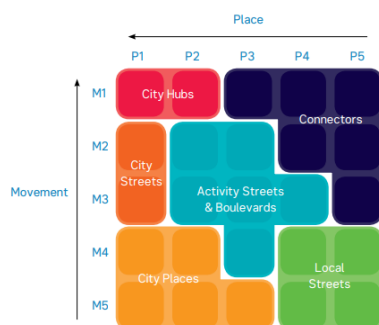 Place
P1 P2 P3 P4 P5
M1
City Hubs
Connectors
M2
City
Streets
Movement
M3
Activity Streets
& Boulevards
M4
City Places
Local
Streets
M5